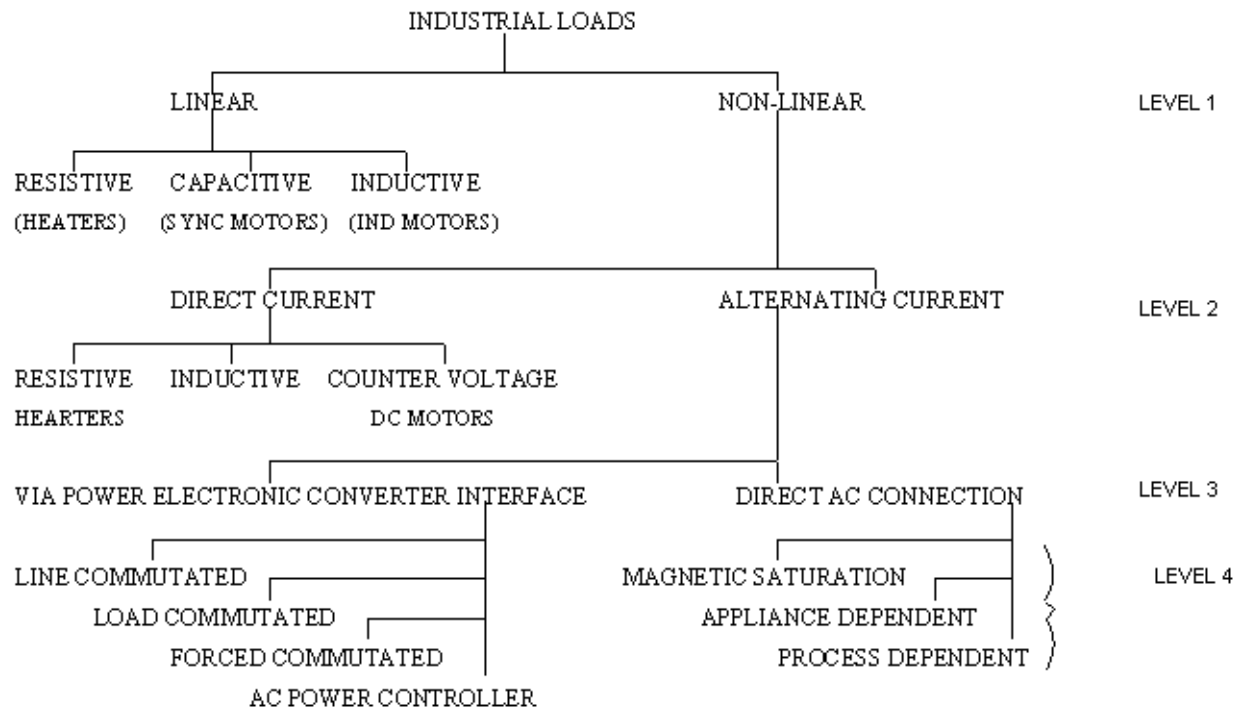 INDUSTRIAL LOADS
LINEAR NON-LINEAR LEVEL 1
RESISTIVE CAPACITIVE INDUCTIVE
(HEATERS) (SYNC MOTORS) (IND MOTORS)
DIRECT CURRENT ALTERNATING CURRENT LEVEL 2
RESISTIVE INDUCTIVE COUNTER VOLTAGE
HEARTERS DC MOTORS
VIA POWER ELECTRONIC CONVERTER INTERFACE DIRECT AC CONNECTION LEVEL 3
LINE COMMUTATED MAGNETIC SATURATION LEVEL 4
LOAD COMMUTATED APPLIANCE DEPENDENT
FORCED COMMUTATED PROCESS DEPENDENT
AC POWER CONTROLLER